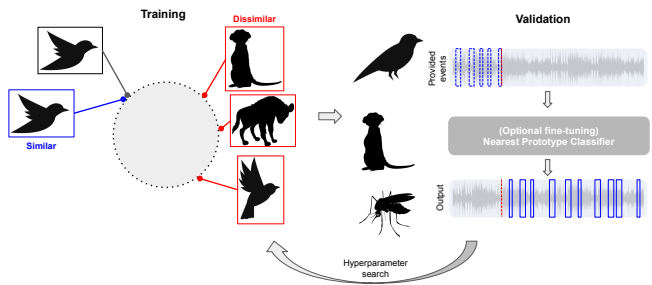 Training
Validation
Dissimilar
Similar
Provided
events
(Optional fine-tuning)
Nearest Prototype Classifier
Output
Hyperparameter
search